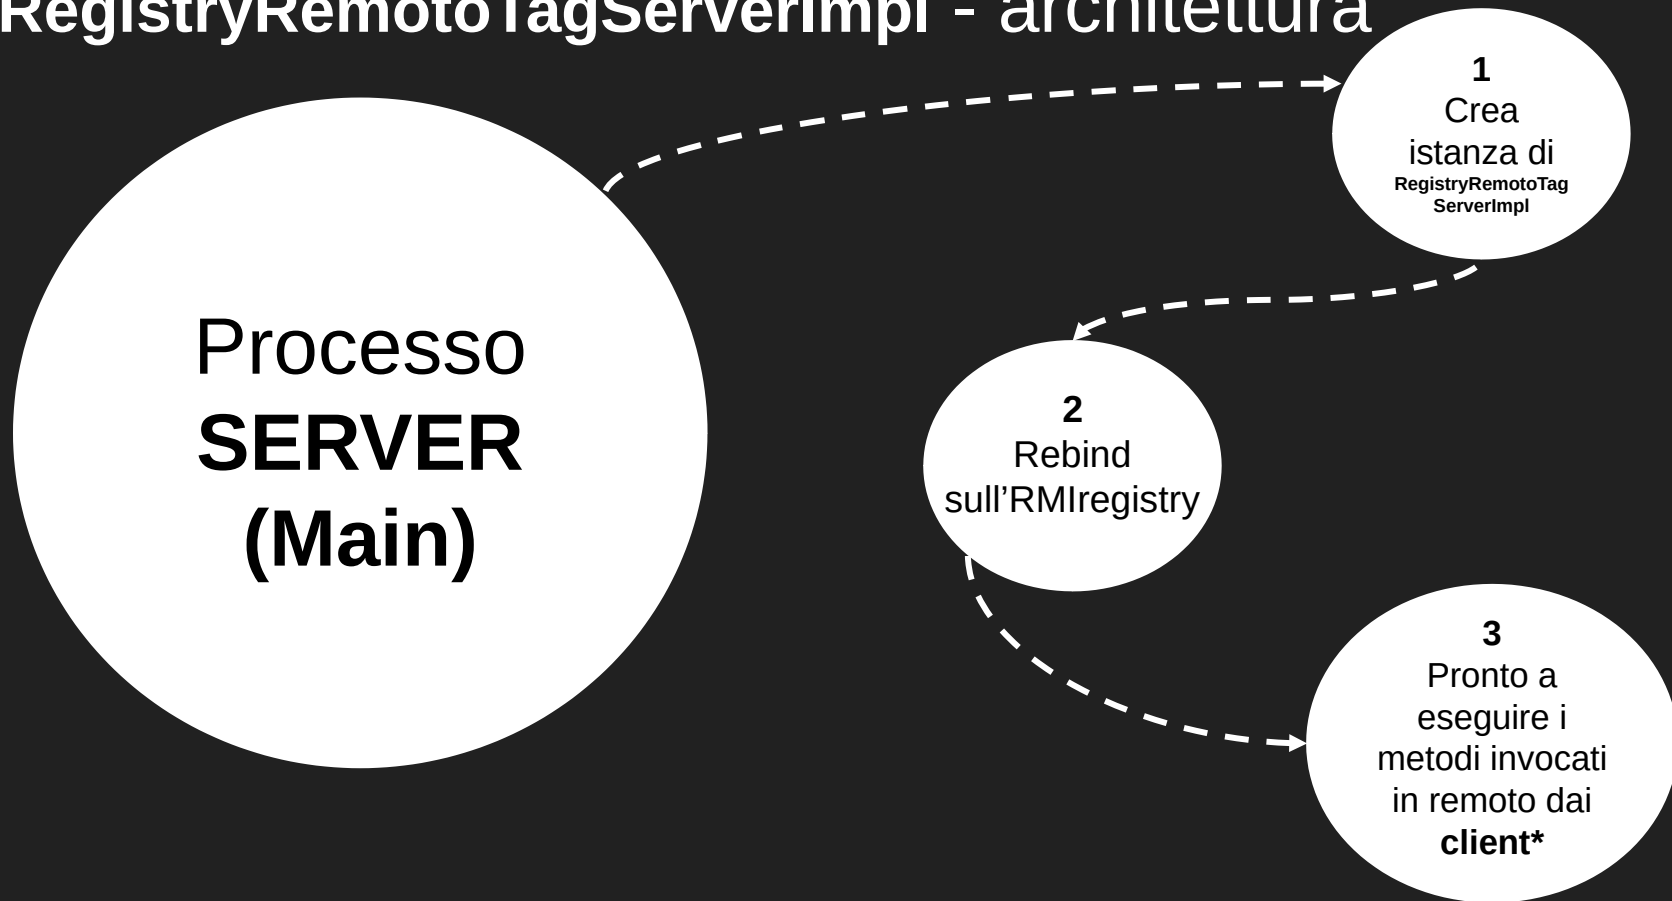 RegistryRemotoTagServerImpl - architettura
1
Crea
istanza di
RegistryRemotoTag
ServerImpl
Processo
SERVER
(Main)
2
Rebind
sull’RMIregistry
3
Pronto a
eseguire i
metodi invocati
in remoto dai
client*